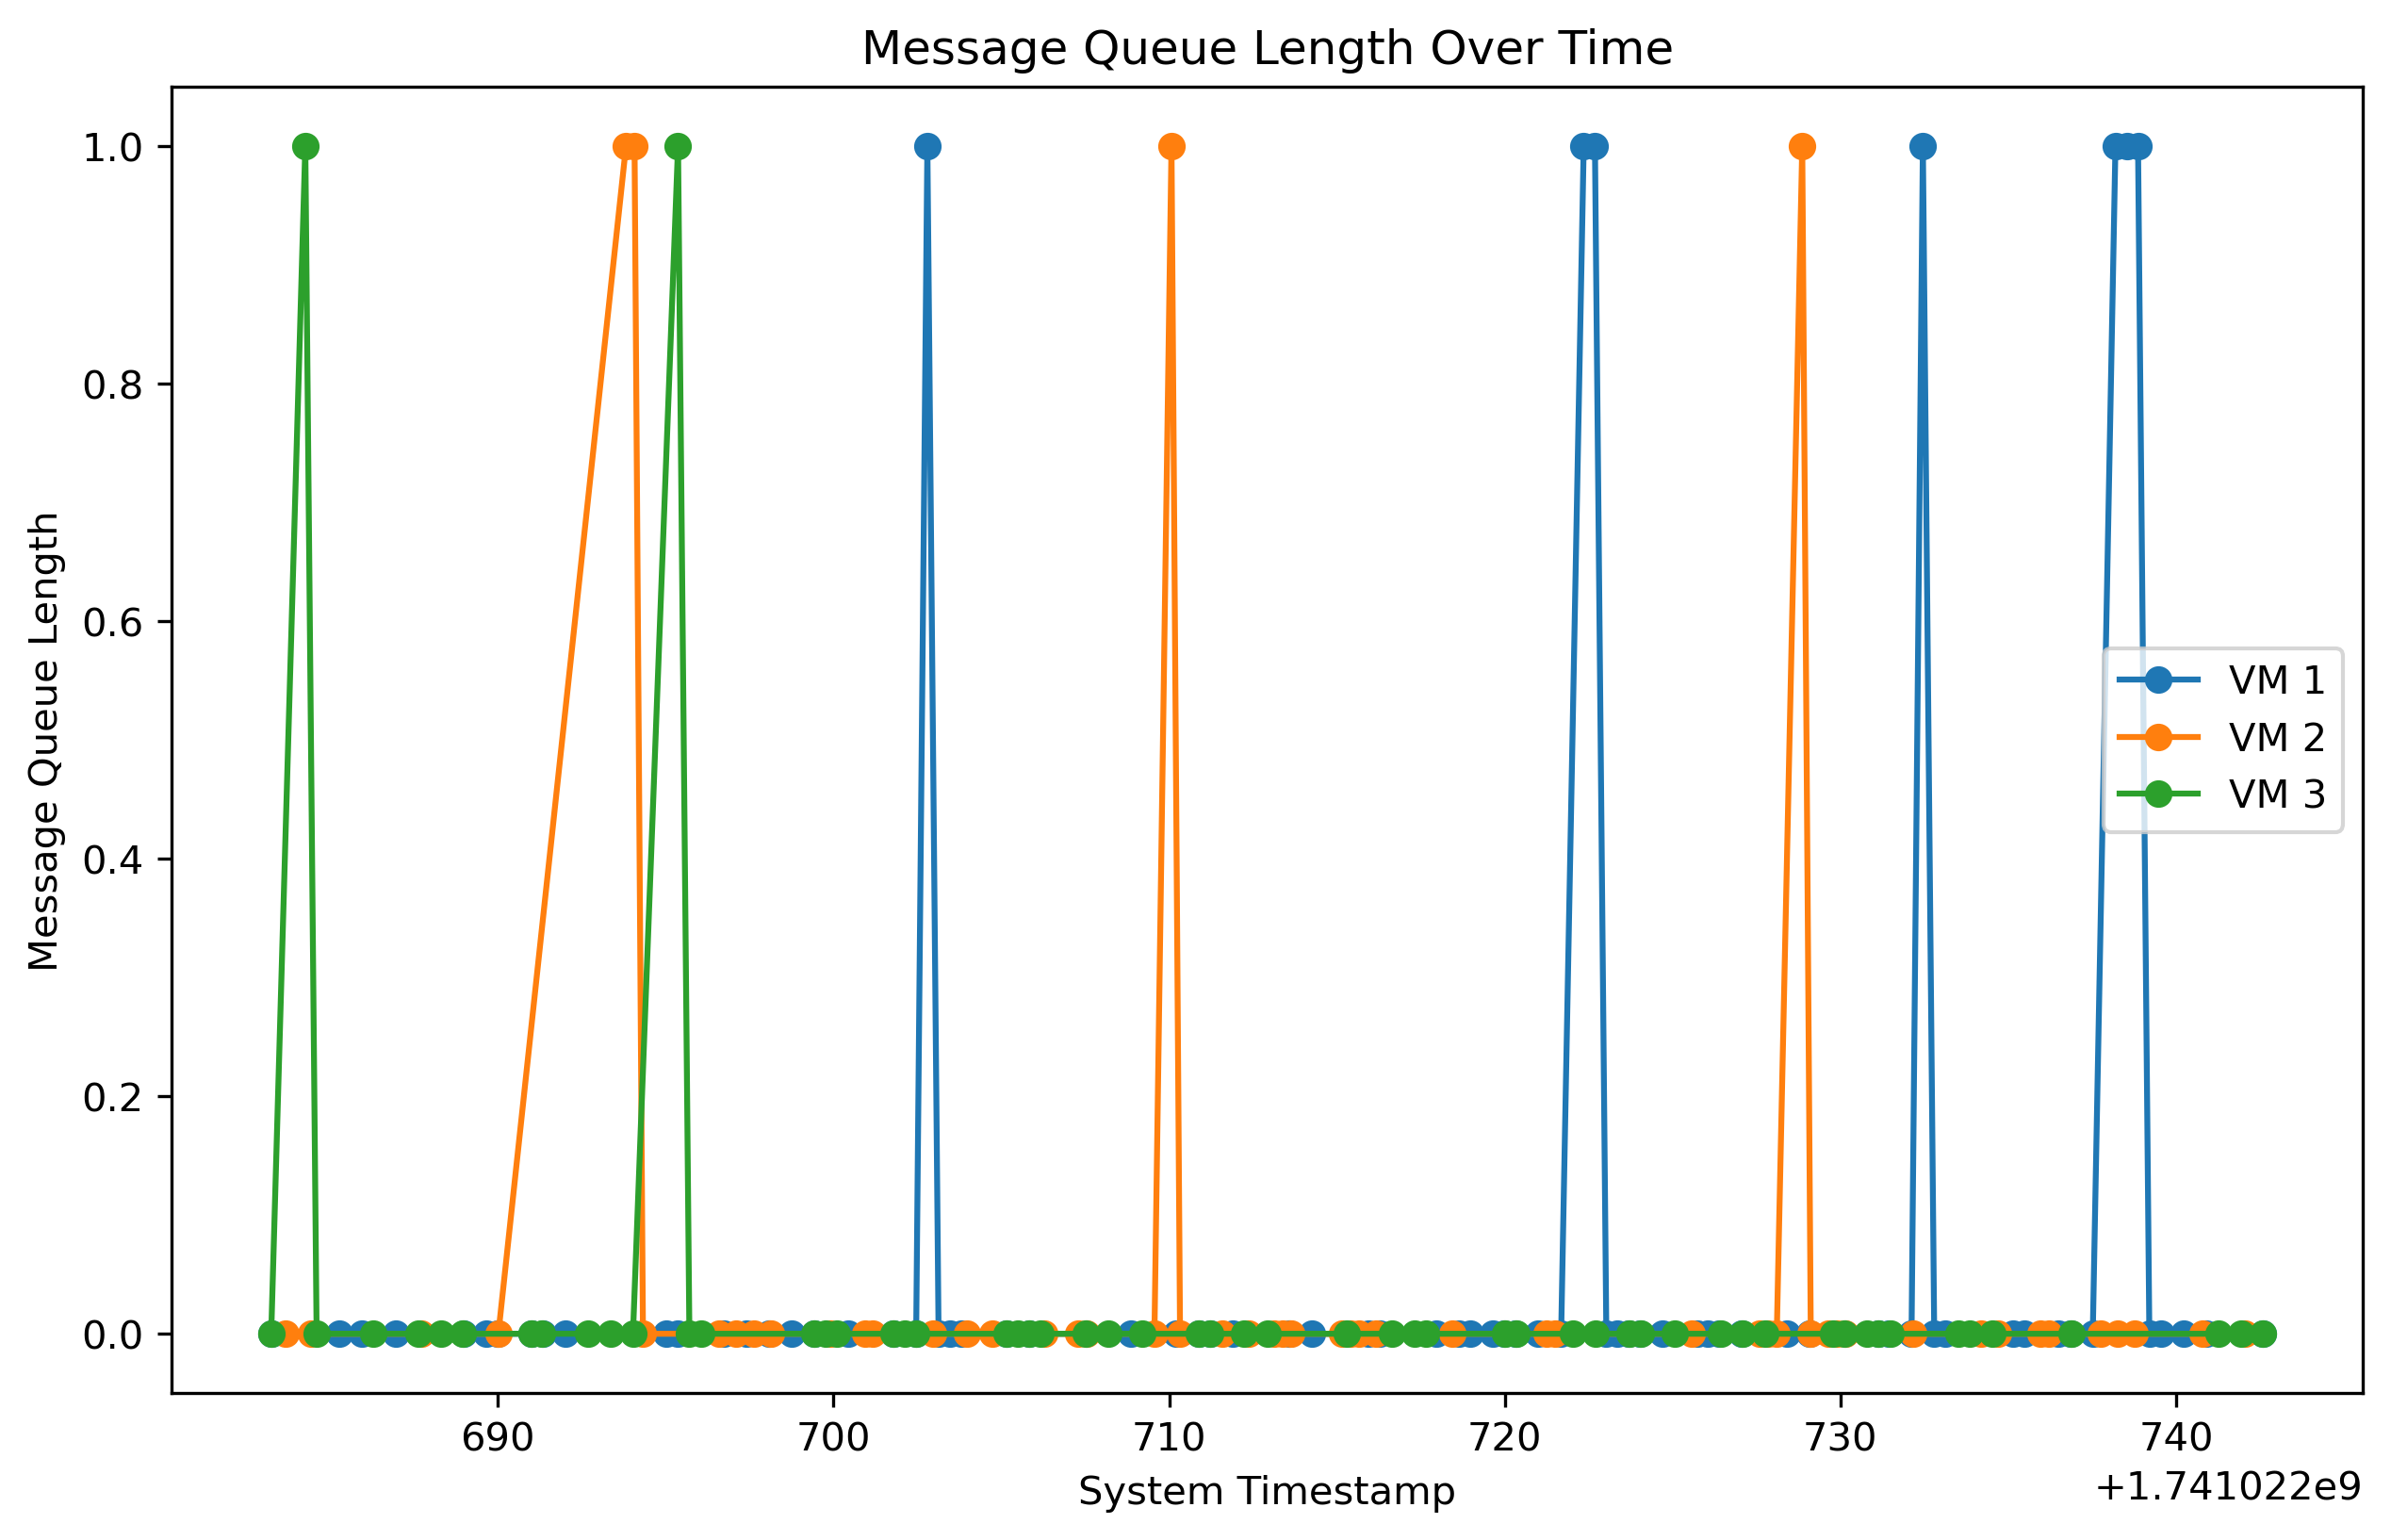 Message Queue Length Over Time
1.0
0.8
0.6
0.4
0.2
0.0
Message Queue Length
VM 1
VM 2
VM 3
690 700 710 720 730 740
System Timestamp
+1.741022e9